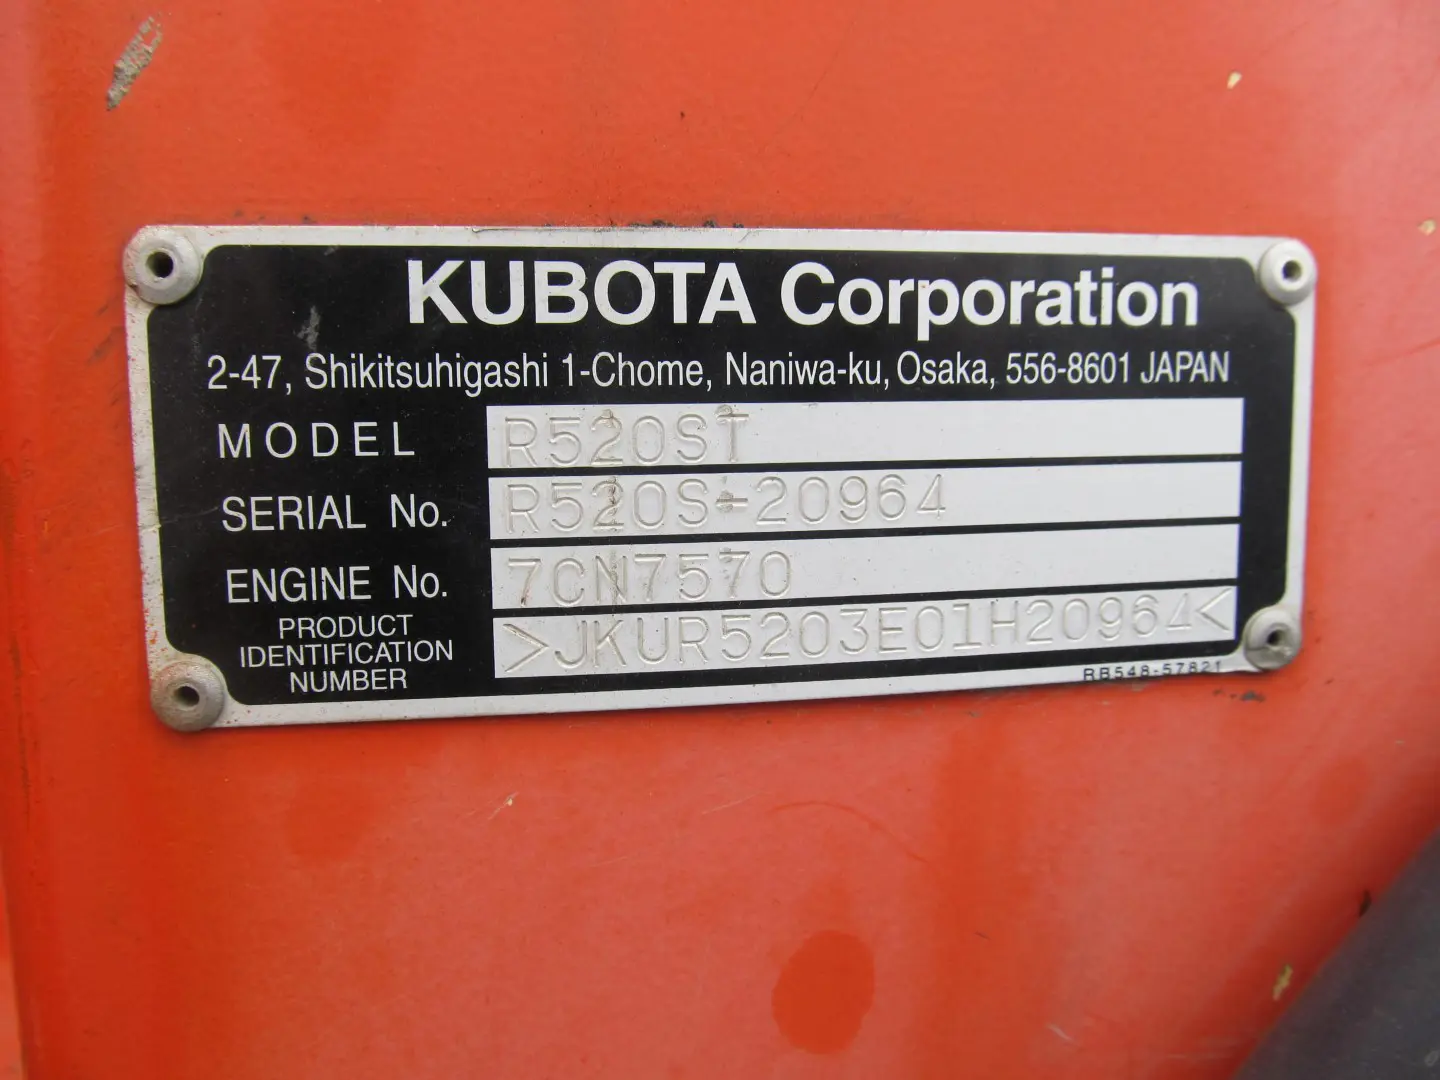 KUBOTA Corporation
2-47, Shikitsuhigashi 1-Chome, Naniwa-ku, Osaka, 556-8601 JAPAN
MODEL R520ST
SERIAL No. R520S-20964
ENGINE No. 7CN7570
PRODUCT IDENTIFICATION NUMBER >JKUR5203E01H20964<
RB548-57821